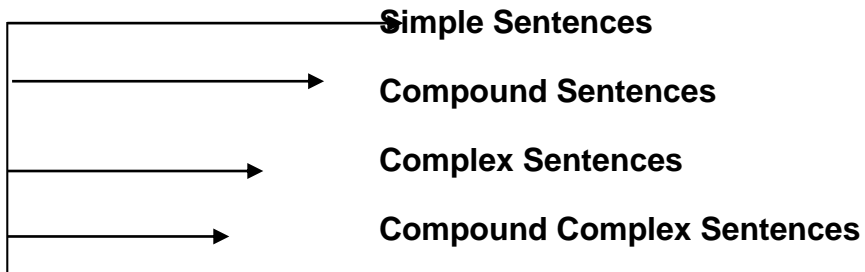 Simple Sentences
Compound Sentences
Complex Sentences
Compound Complex Sentences